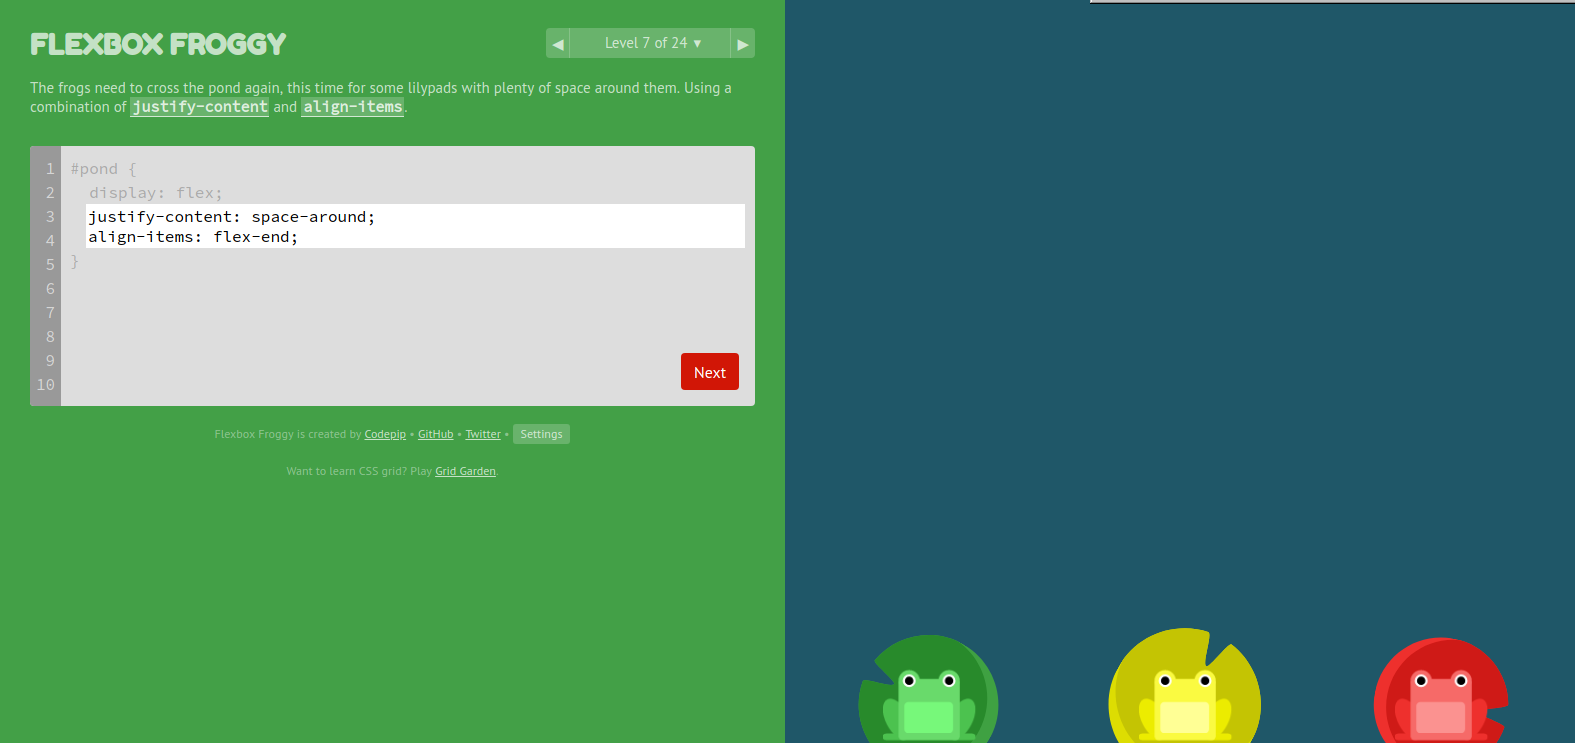 FLEXBOX FROGGY
◀ Level 7 of 24 ▼ ▶
The frogs need to cross the pond again, this time for some lilypads with plenty of space around them. Using a
combination of justify-content and align-items.
1 #pond {
2 display: flex;
3 justify-content: space-around;
4 align-items: flex-end;
5 }
6
7
8
9
10
Next
Flexbox Froggy is created by Codepip • GitHub • Twitter • Settings
Want to learn CSS grid? Play Grid Garden.